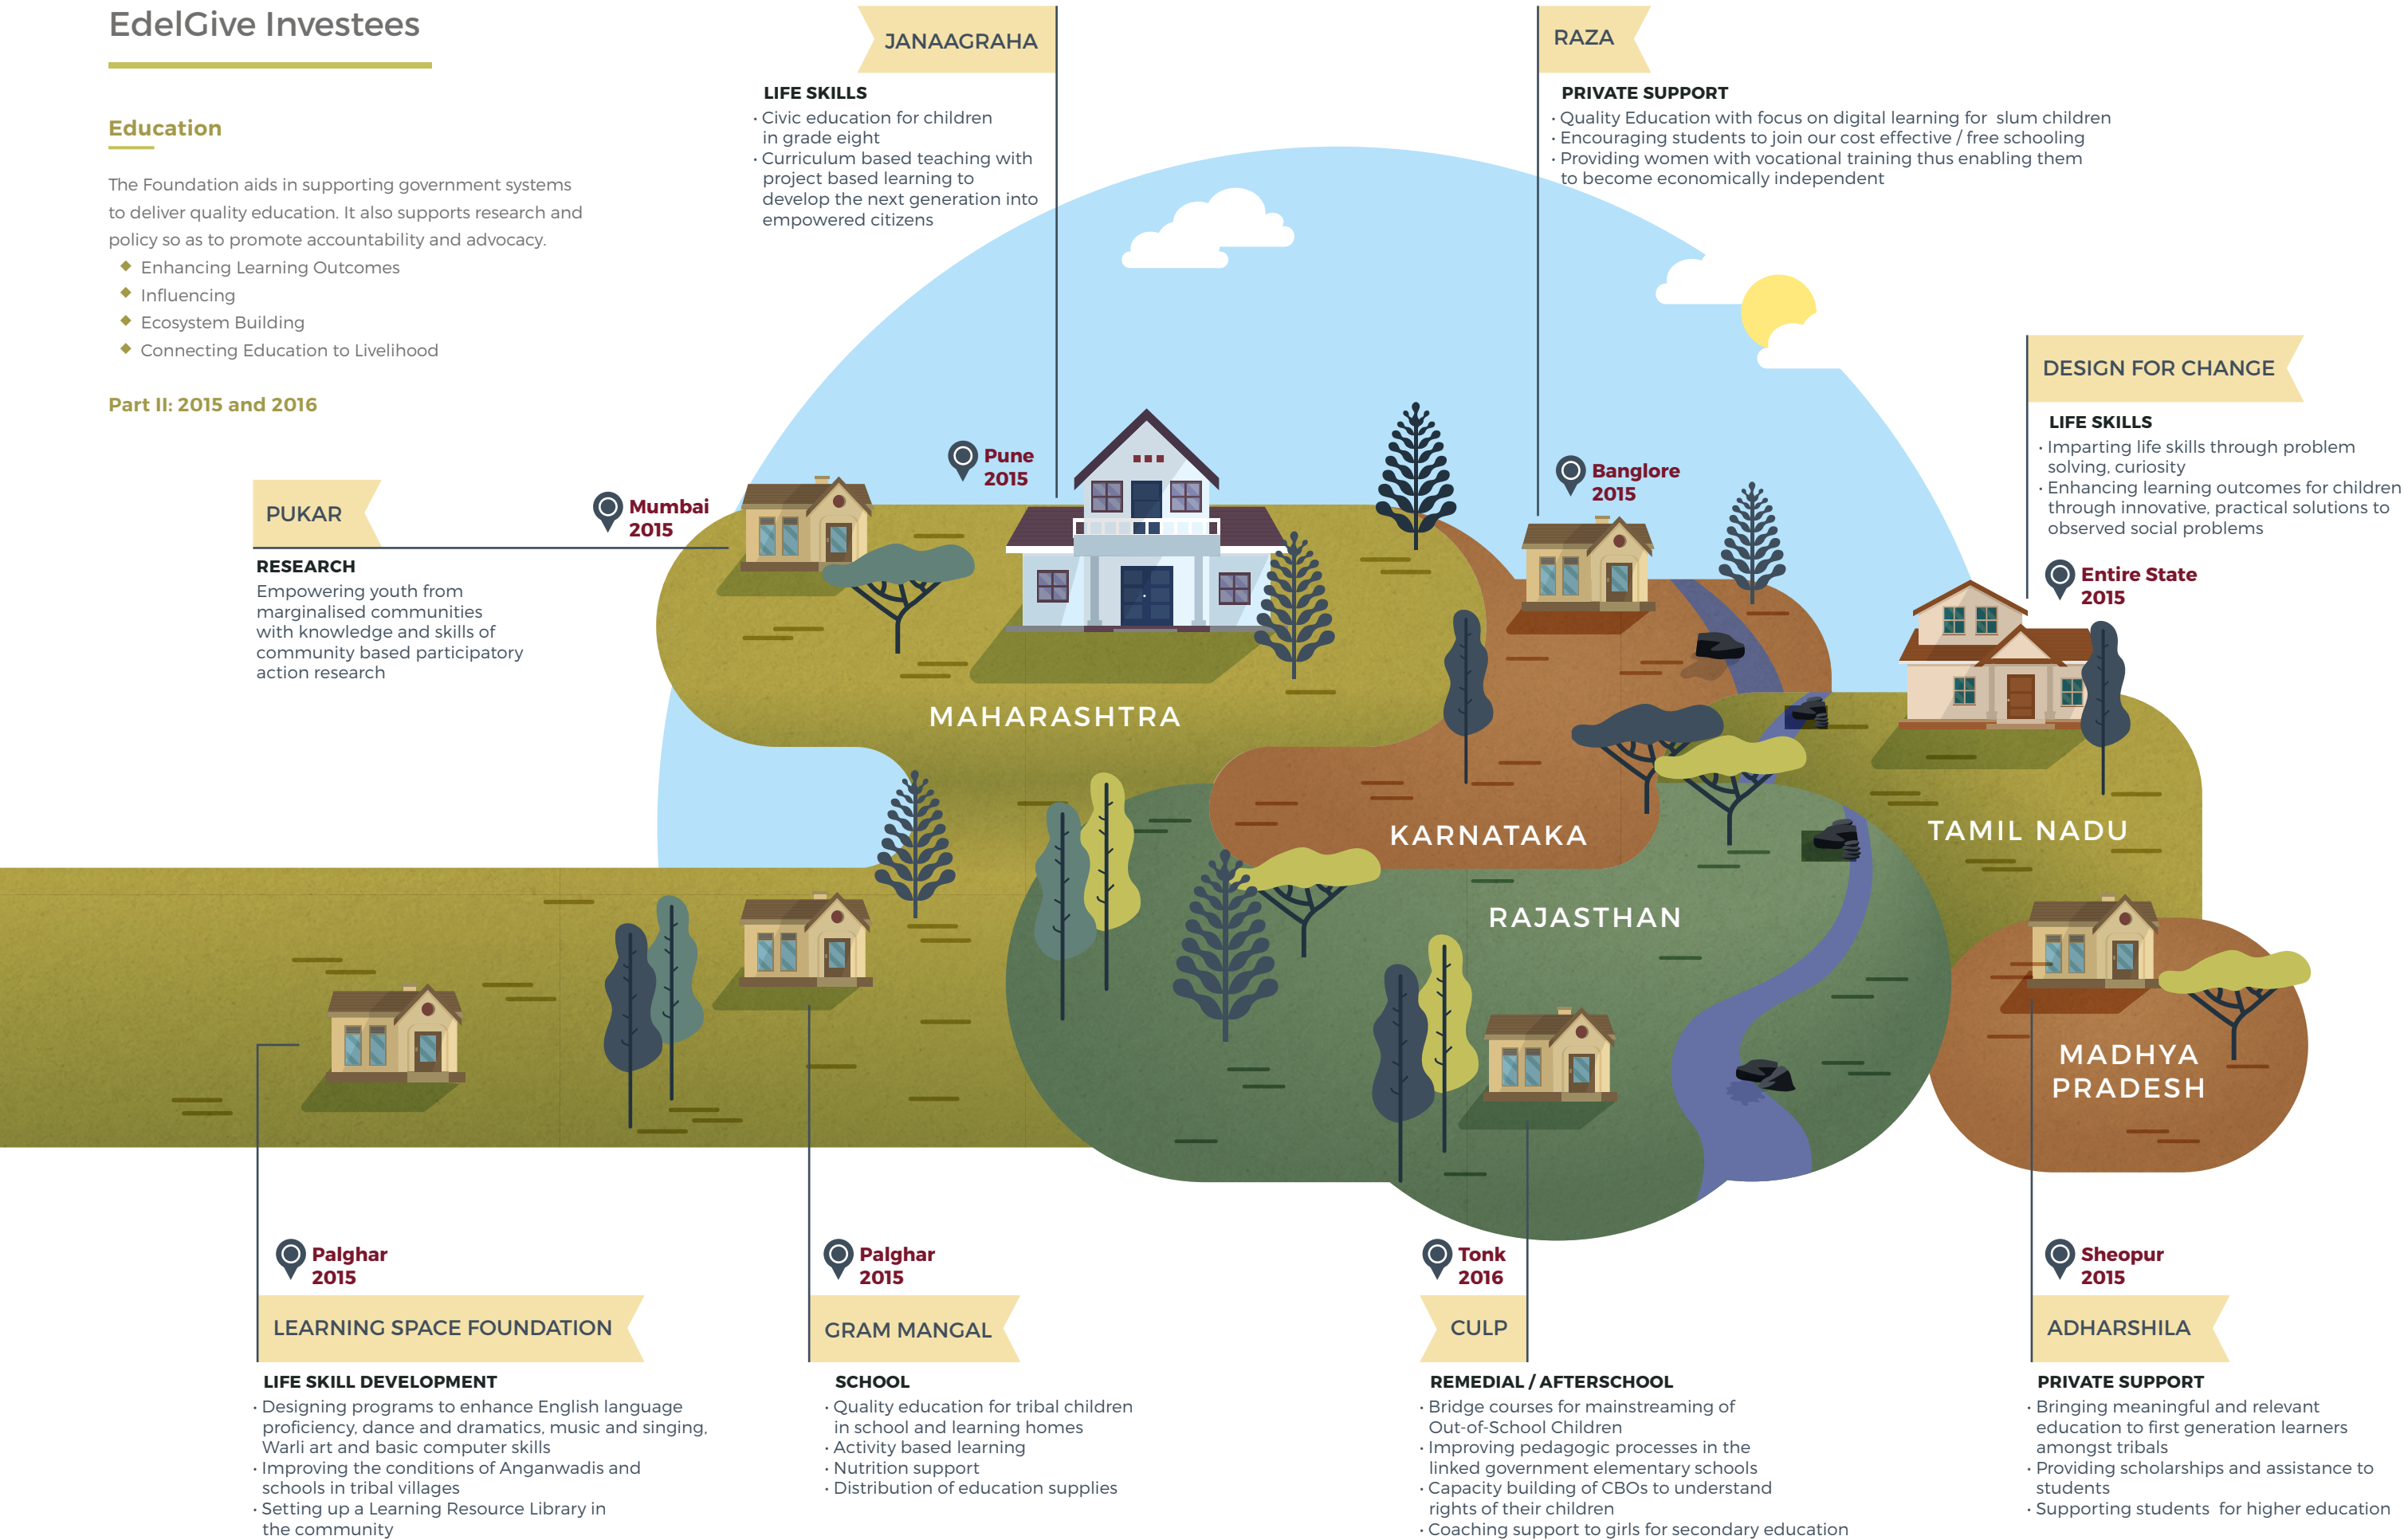 EdelGive Investees
Education
The Foundation aids in supporting government systems
to deliver quality education. It also supports research and
policy so as to promote accountability and advocacy.
Enhancing Learning Outcomes
Influencing
Ecosystem Building
Connecting Education to Livelihood
Part II: 2015 and 2016
JANAAGRAHA
LIFE SKILLS
· Civic education for children
in grade eight
· Curriculum based teaching with
project based learning to
develop the next generation into
empowered citizens
Pune
2015
RAZA
PRIVATE SUPPORT
· Quality Education with focus on digital learning for slum children
· Encouraging students to join our cost effective / free schooling
· Providing women with vocational training thus enabling them
to become economically independent
Banglore
2015
DESIGN FOR CHANGE
LIFE SKILLS
· Imparting life skills through problem
solving, curiosity
· Enhancing learning outcomes for children
through innovative, practical solutions to
observed social problems
Entire State
2015
PUKAR
Mumbai
2015
RESEARCH
Empowering youth from
marginalised communities
with knowledge and skills of
community based participatory
action research
MAHARASHTRA
KARNATAKA
TAMIL NADU
RAJASTHAN
MADHYA
PRADESH
Palghar
2015
LEARNING SPACE FOUNDATION
LIFE SKILL DEVELOPMENT
· Designing programs to enhance English language
proficiency, dance and dramatics, music and singing,
Warli art and basic computer skills
· Improving the conditions of Anganwadis and
schools in tribal villages
· Setting up a Learning Resource Library in
the community
Palghar
2015
GRAM MANGAL
SCHOOL
· Quality education for tribal children
in school and learning homes
· Activity based learning
· Nutrition support
· Distribution of education supplies
Tonk
2016
CULP
REMEDIAL / AFTERSCHOOL
· Bridge courses for mainstreaming of
Out-of-School Children
· Improving pedagogic processes in the
linked government elementary schools
· Capacity building of CBOs to understand
rights of their children
· Coaching support to girls for secondary education
Sheopur
2015
ADHARSHILA
PRIVATE SUPPORT
· Bringing meaningful and relevant
education to first generation learners
amongst tribals
· Providing scholarships and assistance to
students
· Supporting students for higher education